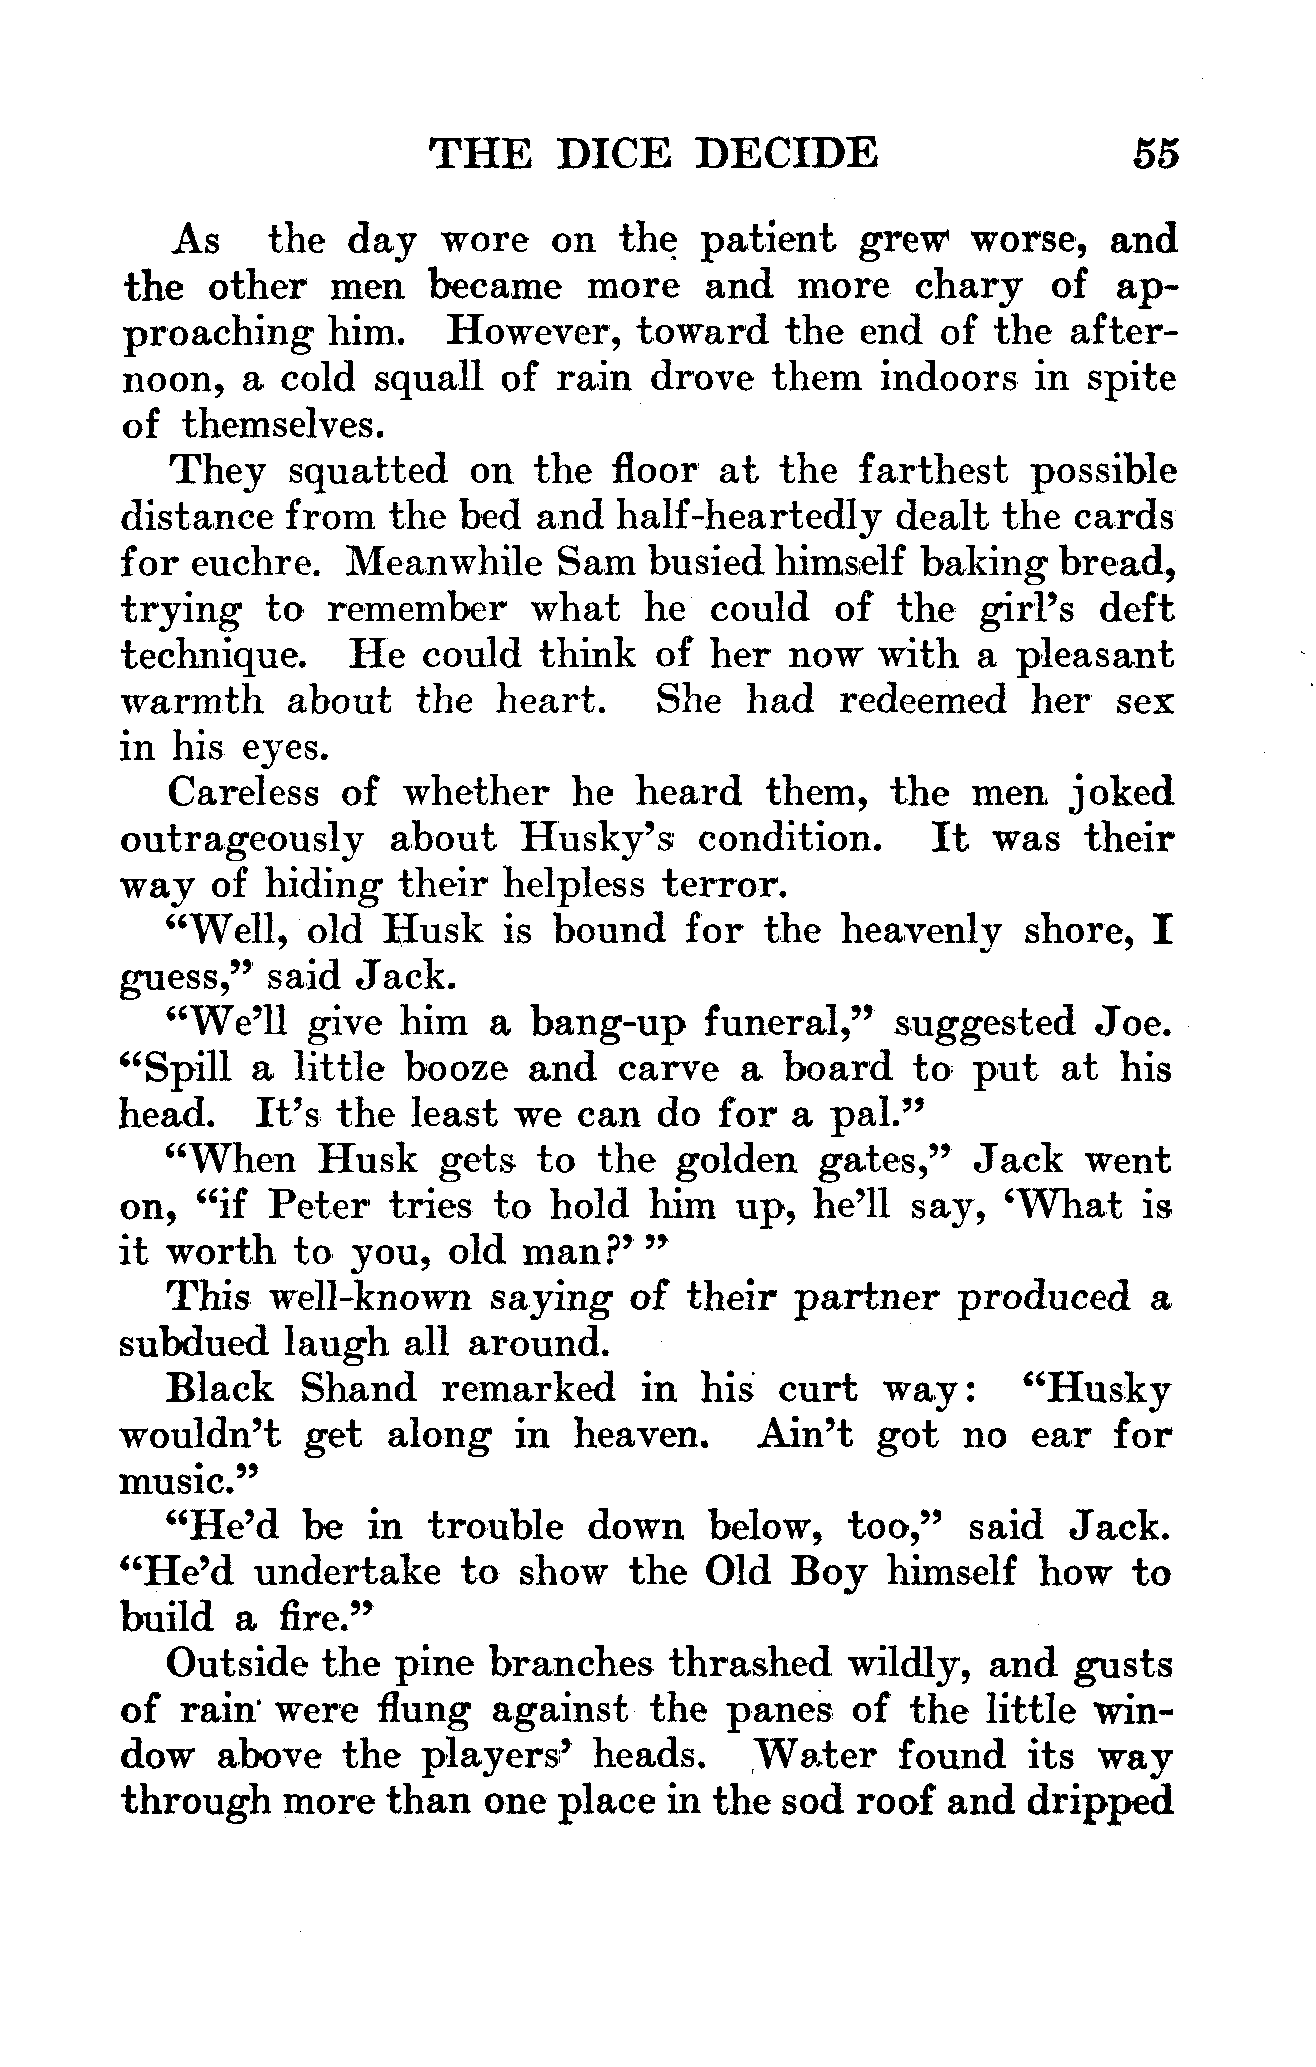 THE DICE DECIDE 55
As the day wore on the patient grew worse, and
the other men became more and more chary of ap-
proaching him. However, toward the end of the after-
noon, a cold squall of rain drove them indoors in spite
of themselves.
They squatted on the floor at the farthest possible
distance from the bed and half-heartedly dealt the cards
for euchre. Meanwhile Sam busied himself baking bread,
trying to remember what he could of the girl's deft
technique. He could think of her now with a pleasant
warmth about the heart. She had redeemed her sex
in his eyes.
Careless of whether he heard them, the men joked
outrageously about Husky's condition. It was their
way of hiding their helpless terror.
“Well, old Husk is bound for the heavenly shore, I
guess,” said Jack.
“We'll give him a bang-up funeral,” suggested Joe.
“Spill a little booze and carve a board to put at his
head. It's the least we can do for a pal.”
“When Husk gets to the golden gates,” Jack went
on, “if Peter tries to hold him up, he'll say, ‘What is
it worth to you, old man?’ ”
This well-known saying of their partner produced a
subdued laugh all around.
Black Shand remarked in his curt way: “Husky
wouldn't get along in heaven. Ain't got no ear for
music.”
“He'd be in trouble down below, too,” said Jack.
“He'd undertake to show the Old Boy himself how to
build a fire.”
Outside the pine branches thrashed wildly, and gusts
of rain were flung against the panes of the little win-
dow above the players' heads. Water found its way
through more than one place in the sod roof and dripped